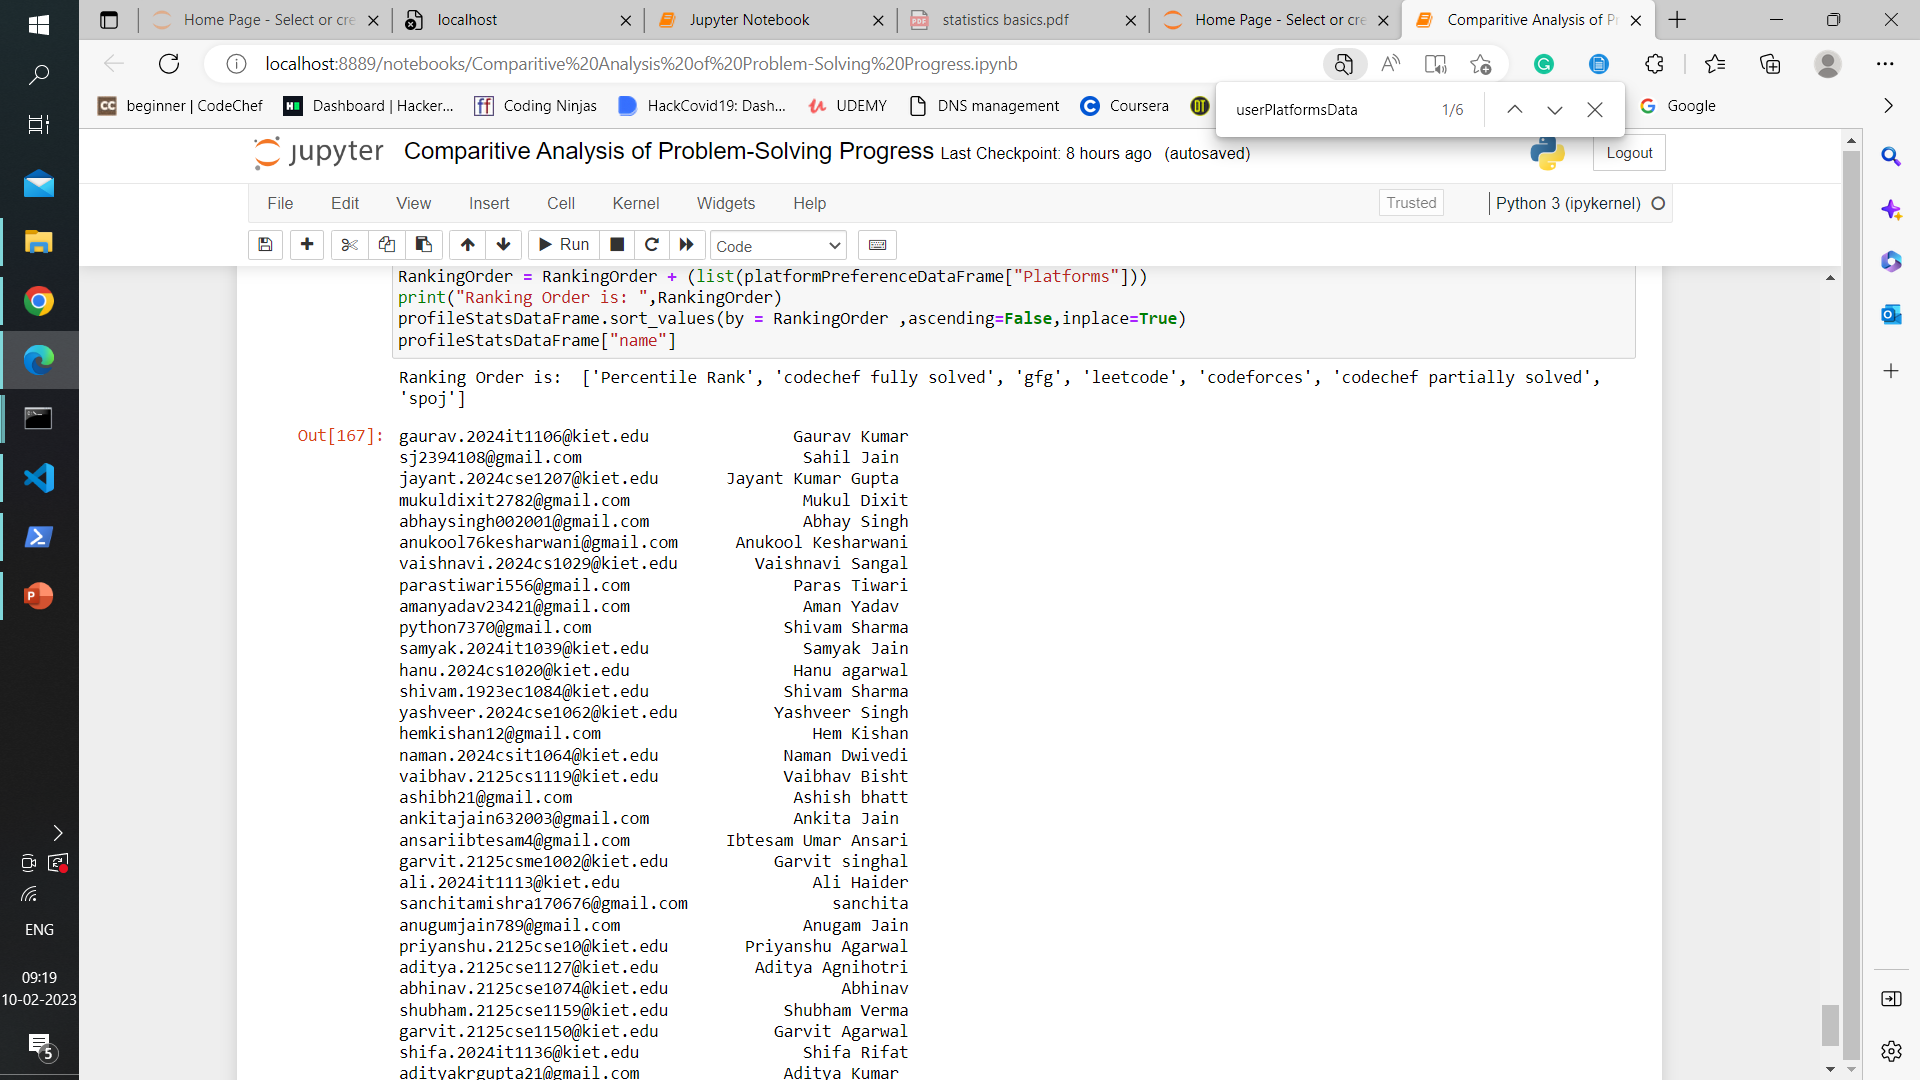 Home Page - Select or cre
localhost
Jupyter Notebook
statistics basics.pdf
Home Page - Select or cre
Comparitive Analysis of P
localhost:8889/notebooks/Comparitive%20Analysis%20of%20Problem-Solving%20Progress.ipynb
CC beginner | CodeChef
H Dashboard | Hacker...
Coding Ninjas
HackCovid19: Dash...
UDEMY
DNS management
Coursera
DT
Google
userPlatformsData 1/6
jupyter Comparitive Analysis of Problem-Solving Progress Last Checkpoint: 8 hours ago (autosaved)
Logout
File Edit View Insert Cell Kernel Widgets Help
Trusted
Python 3 (ipykernel)
Run
Code
RankingOrder = RankingOrder + (list(platformPreferenceDataFrame["Platforms"]))
print("Ranking Order is: ",RankingOrder)
profileStatsDataFrame.sort_values(by = RankingOrder ,ascending=False,inplace=True)
profileStatsDataFrame["name"]
Ranking Order is:  ['Percentile Rank', 'codechef fully solved', 'gfg', 'leetcode', 'codeforces', 'codechef partially solved',
'spoj']
Out[167]:
gaurav.2024it1106@kiet.edu Gaurav Kumar
sj2394108@gmail.com Sahil Jain
jayant.2024cse1207@kiet.edu Jayant Kumar Gupta
mukuldixit2782@gmail.com Mukul Dixit
abhaysingh002001@gmail.com Abhay Singh
anukool76kesharwani@gmail.com Anukool Kesharwani
vaishnavi.2024cs1029@kiet.edu Vaishnavi Sangal
parastiwari556@gmail.com Paras Tiwari
amanyadav23421@gmail.com Aman Yadav
python7370@gmail.com Shivam Sharma
samyak.2024it1039@kiet.edu Samyak Jain
hanu.2024cs1020@kiet.edu Hanu agarwal
shivam.1923ec1084@kiet.edu Shivam Sharma
yashveer.2024cse1062@kiet.edu Yashveer Singh
hemkishan12@gmail.com Hem Kishan
naman.2024csit1064@kiet.edu Naman Dwivedi
vaibhav.2125cs1119@kiet.edu Vaibhav Bisht
ashibh21@gmail.com Ashish bhatt
ankitajain632003@gmail.com Ankita Jain
ansariibtesam4@gmail.com Ibtesam Umar Ansari
garvit.2125csme1002@kiet.edu Garvit singhal
ali.2024it1113@kiet.edu Ali Haider
sanchitamishra170676@gmail.com sanchita
anugumjain789@gmail.com Anugam Jain
priyanshu.2125cse10@kiet.edu Priyanshu Agarwal
aditya.2125cse1127@kiet.edu Aditya Agnihotri
abhinav.2125cse1074@kiet.edu Abhinav
shubham.2125cse1159@kiet.edu Shubham Verma
garvit.2125cse1150@kiet.edu Garvit Agarwal
shifa.2024it1136@kiet.edu Shifa Rifat
adityakrgupta21@gmail.com Aditya Kumar
ENG
09:19
10-02-2023
5